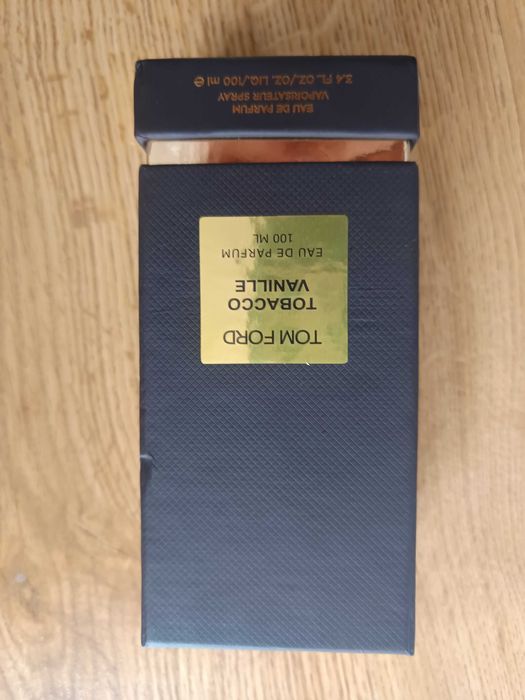 TOM FORD
TOBACCO
VANILLE
EAU DE PARFUM
100 ML
EAU DE PARFUM
VAPORISATEUR SPRAY
3.4 FL. OZ./OZ. LIQ./100 ml ℮